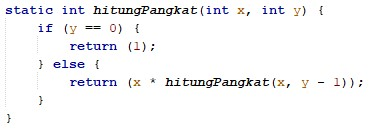 static int hitungPangkat(int x, int y) {
    if (y == 0) {
        return (1);
    } else {
        return (x * hitungPangkat(x, y - 1));
    }
}